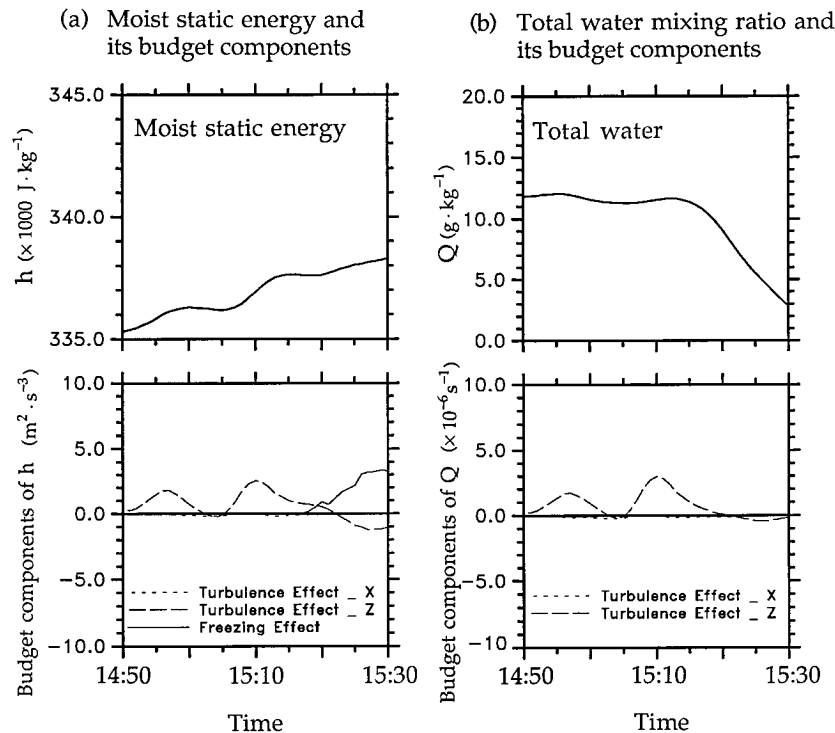 (a) Moist static energy and
its budget components
345.0
340.0
335.0
h (×1000 J·kg⁻¹)
Moist static energy
10.0
5.0
0.0
−5.0
−10.0
Budget components of h (m²·s⁻³)
Turbulence Effect _ X
Turbulence Effect _ Z
Freezing Effect
14:50 15:10 15:30
Time
(b) Total water mixing ratio and
its budget components
20.0
15.0
10.0
5.0
0.0
Q (g·kg⁻¹)
Total water
10.0
5.0
0.0
−5.0
−10
Budget components of Q (×10⁻⁶s⁻¹)
Turbulence Effect _ X
Turbulence Effect _ Z
14:50 15:10 15:30
Time